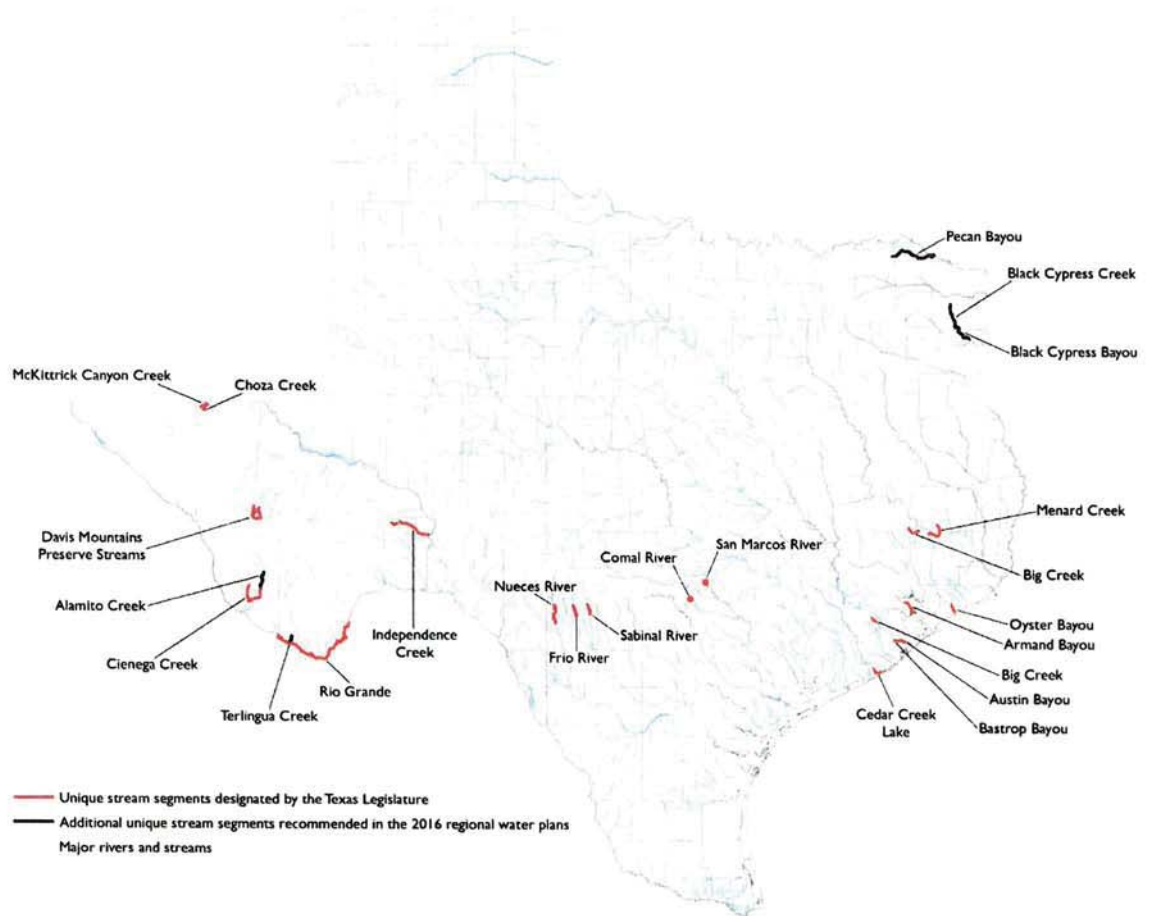 Pecan Bayou
Black Cypress Creek
Black Cypress Bayou
McKittrick Canyon Creek
Choza Creek
Davis Mountains
Preserve Streams
Alamito Creek
Cienega Creek
Terlingua Creek
Rio Grande
Independence
Creek
Nueces River
Frio River
Sabinal River
Comal River
San Marcos River
Menard Creek
Big Creek
Oyster Bayou
Armand Bayou
Big Creek
Austin Bayou
Bastrop Bayou
Cedar Creek
Lake
Unique stream segments designated by the Texas Legislature
Additional unique stream segments recommended in the 2016 regional water plans
Major rivers and streams